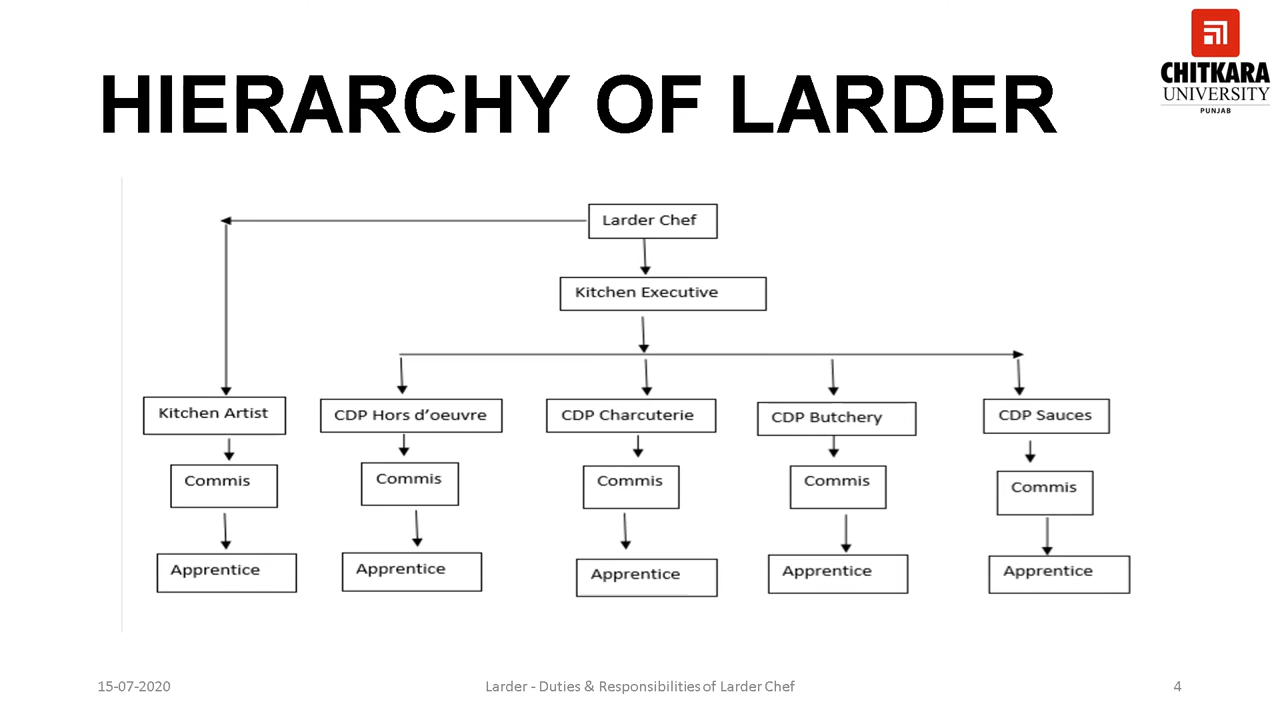 CHITKARA
UNIVERSITY
PUNJAB
HIERARCHY OF LARDER
Larder Chef
Kitchen Executive
Kitchen Artist
CDP Hors d’oeuvre
CDP Charcuterie
CDP Butchery
CDP Sauces
Commis
Commis
Commis
Commis
Commis
Apprentice
Apprentice
Apprentice
Apprentice
Apprentice
15-07-2020
Larder - Duties & Responsibilities of Larder Chef
4